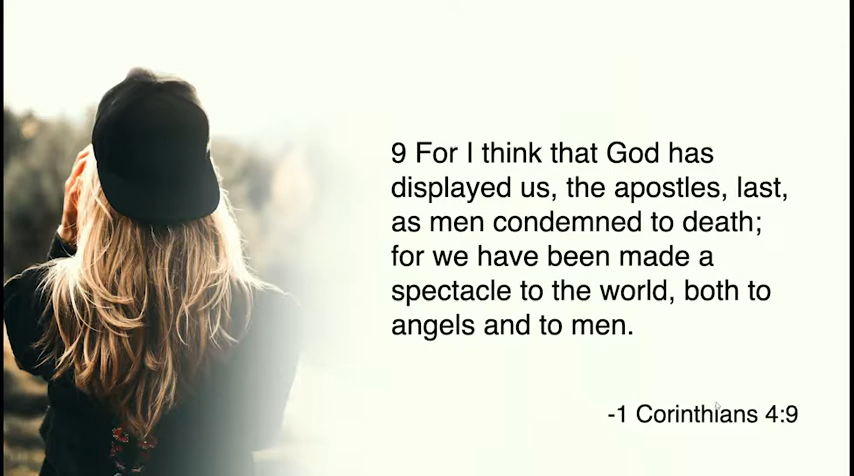 9 For I think that God has
displayed us, the apostles, last,
as men condemned to death;
for we have been made a
spectacle to the world, both to
angels and to men.
-1 Corinthians 4:9